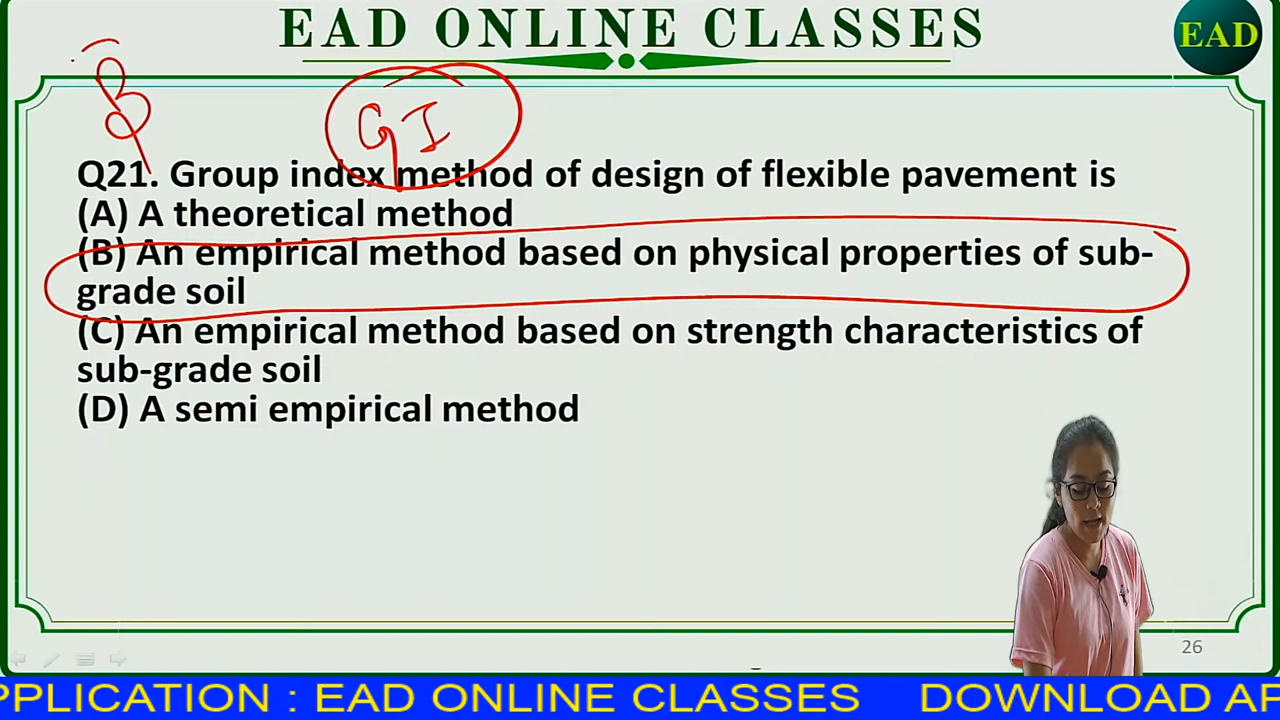 EAD ONLINE CLASSES
EAD
B
GI
Q21. Group index method of design of flexible pavement is
(A) A theoretical method
(B) An empirical method based on physical properties of sub-
grade soil
(C) An empirical method based on strength characteristics of
sub-grade soil
(D) A semi empirical method
26
PPLICATION : EAD ONLINE CLASSES DOWNLOAD AP